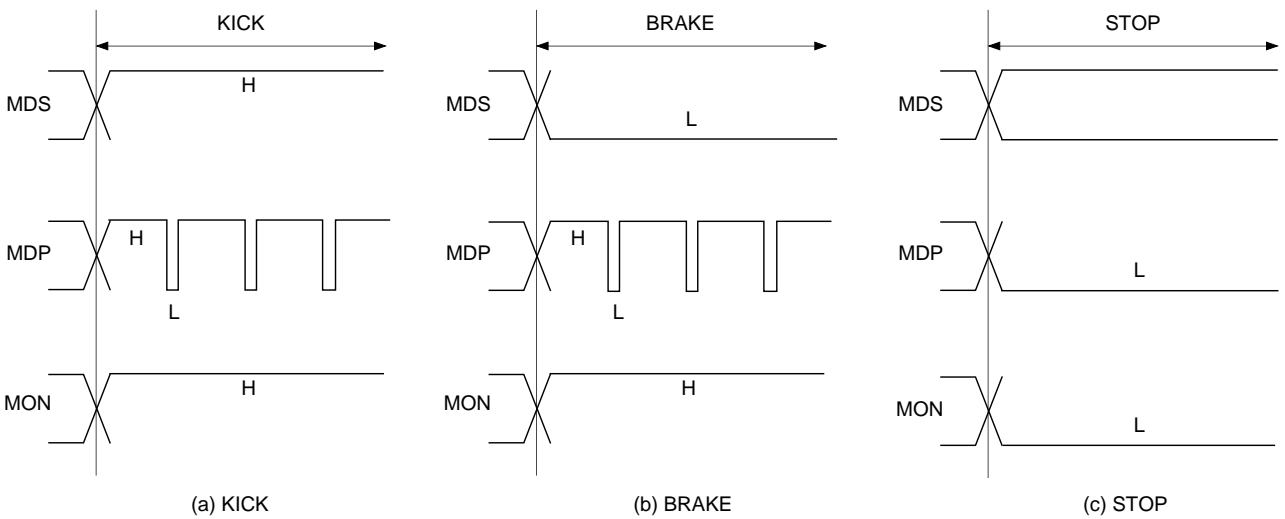 KICK
MDS
H
MDP
H
L
MON
H
(a) KICK
BRAKE
MDS
L
MDP
H
L
MON
H
(b) BRAKE
STOP
MDS
MDP
L
MON
L
(c) STOP